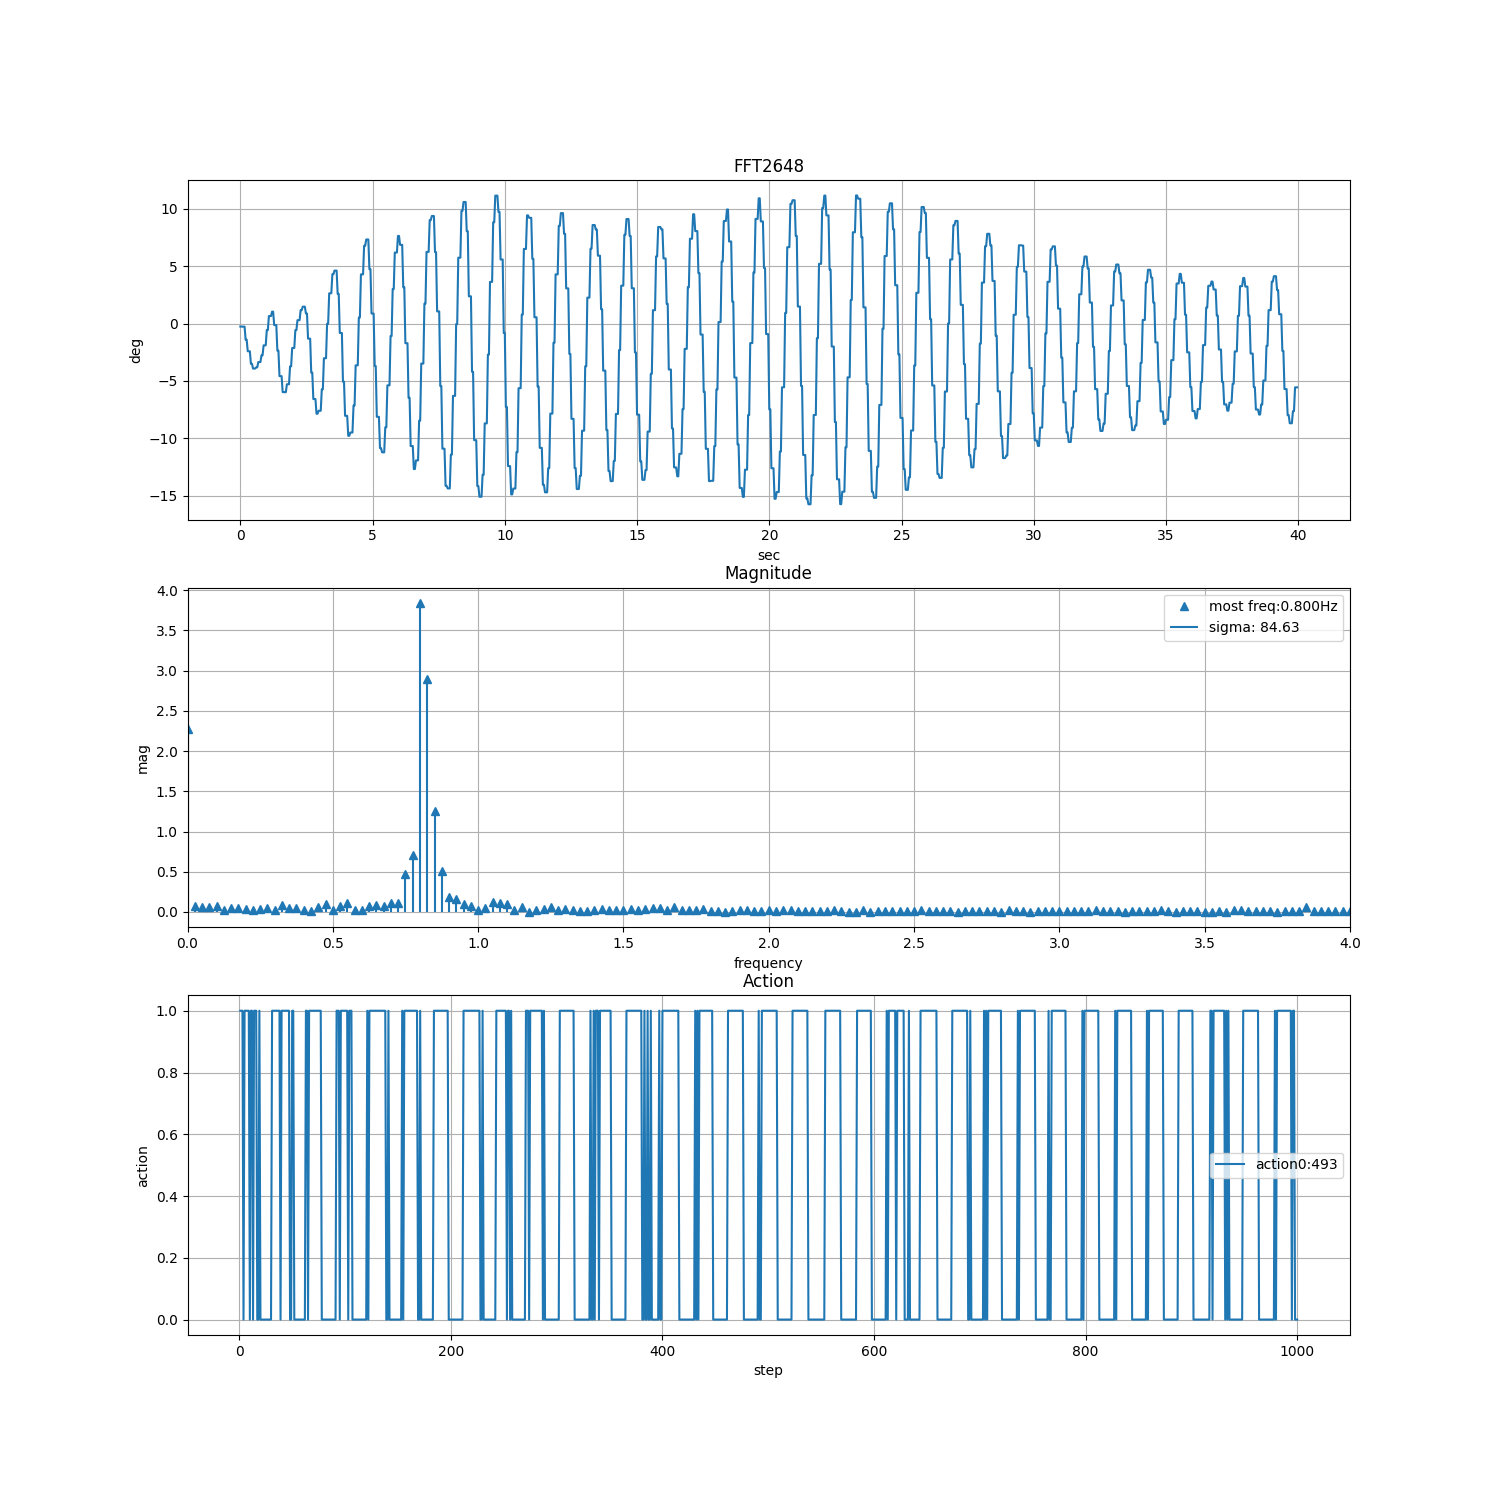 FFT2648
10
5
0
−5
−10
−15
deg
0 5 10 15 20 25 30 35 40
sec
Magnitude
4.0
3.5
3.0
2.5
2.0
1.5
1.0
0.5
0.0
mag
most freq:0.800Hz
sigma: 84.63
0.0 0.5 1.0 1.5 2.0 2.5 3.0 3.5 4.0
frequency
Action
1.0
0.8
0.6
0.4
0.2
0.0
action
action0:493
0 200 400 600 800 1000
step